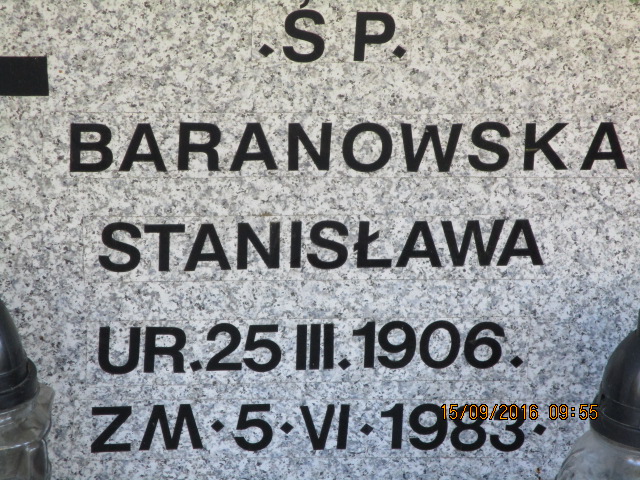 .Ś P.
BARANOWSKA
STANISŁAWA
UR.25 III.1906.
ZM·5·VI·1983·
15/09/2016 09:55